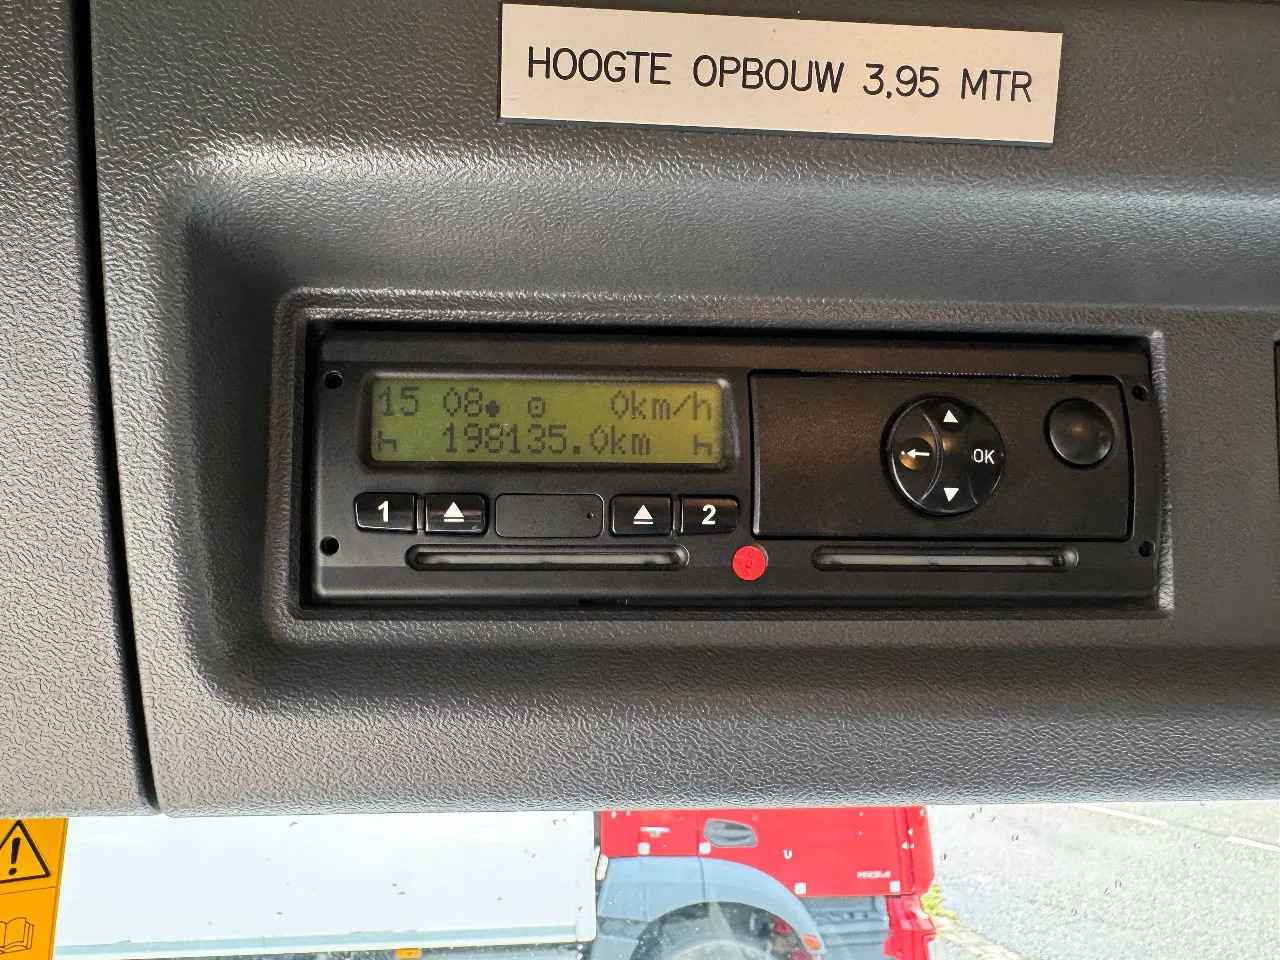 HOOGTE OPBOUW 3,95 MTR
15 08 0km/h
198135.0km
1 2
OK